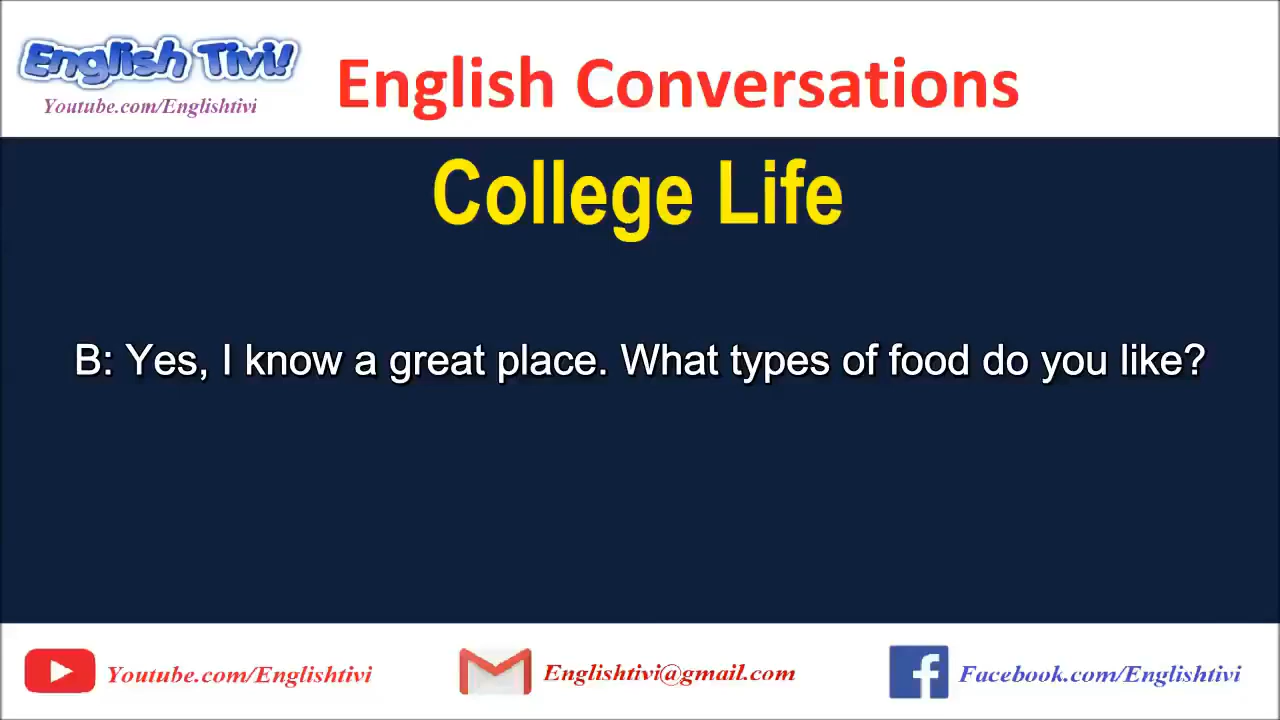 English Tivi!
Youtube.com/Englishtivi
English Conversations
College Life
B: Yes, I know a great place. What types of food do you like?
Youtube.com/Englishtivi
Englishtivi@gmail.com
Facebook.com/Englishtivi